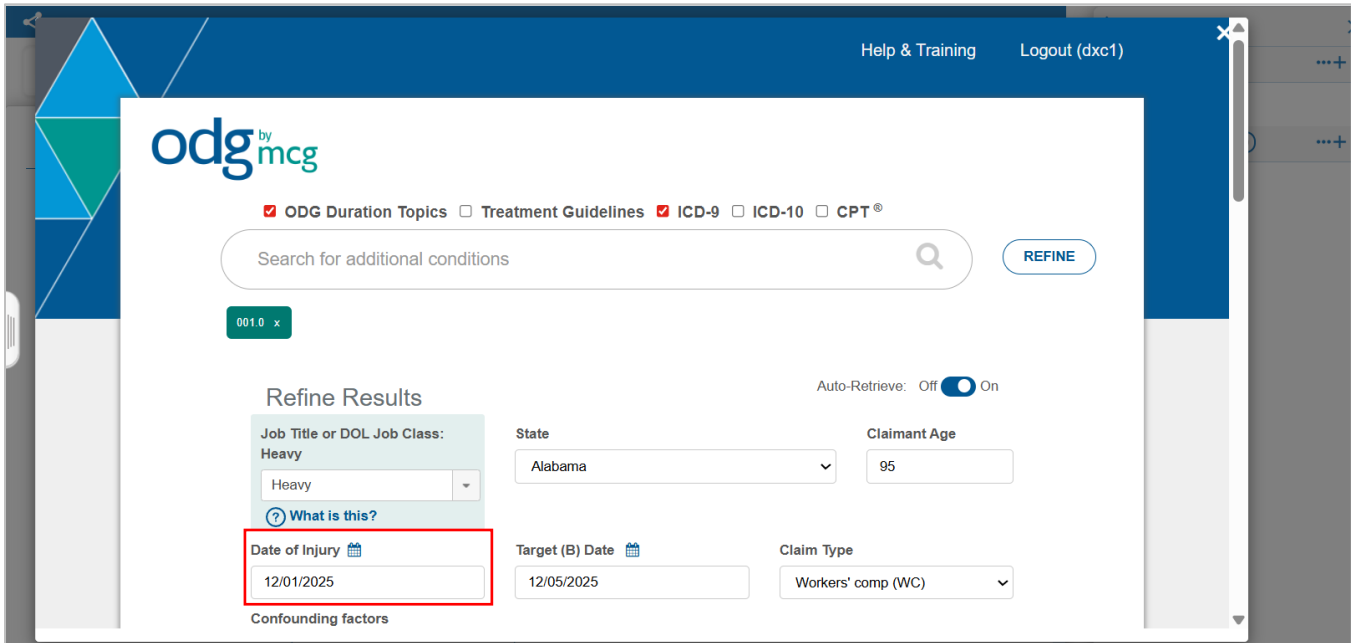 Help & Training Logout (dxc1)
odg by mcg
ODG Duration Topics Treatment Guidelines ICD-9 ICD-10 CPT ®
Search for additional conditions
REFINE
001.0 x
Auto-Retrieve: Off On
Refine Results
Job Title or DOL Job Class: State Claimant Age
Heavy
Heavy Alabama 95
? What is this?
Date of Injury Target (B) Date Claim Type
12/01/2025 12/05/2025 Workers' comp (WC)
Confounding factors